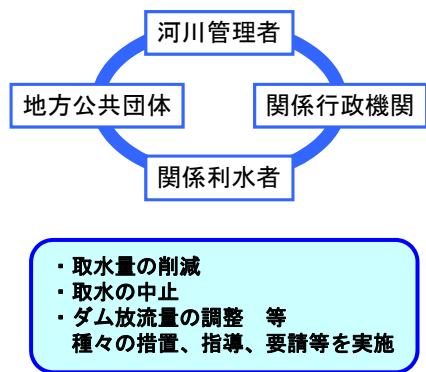 河川管理者
地方公共団体
関係行政機関
関係利水者
・取水量の削減
・取水の中止
・ダム放流量の調整　等
種々の措置、指導、要請等を実施